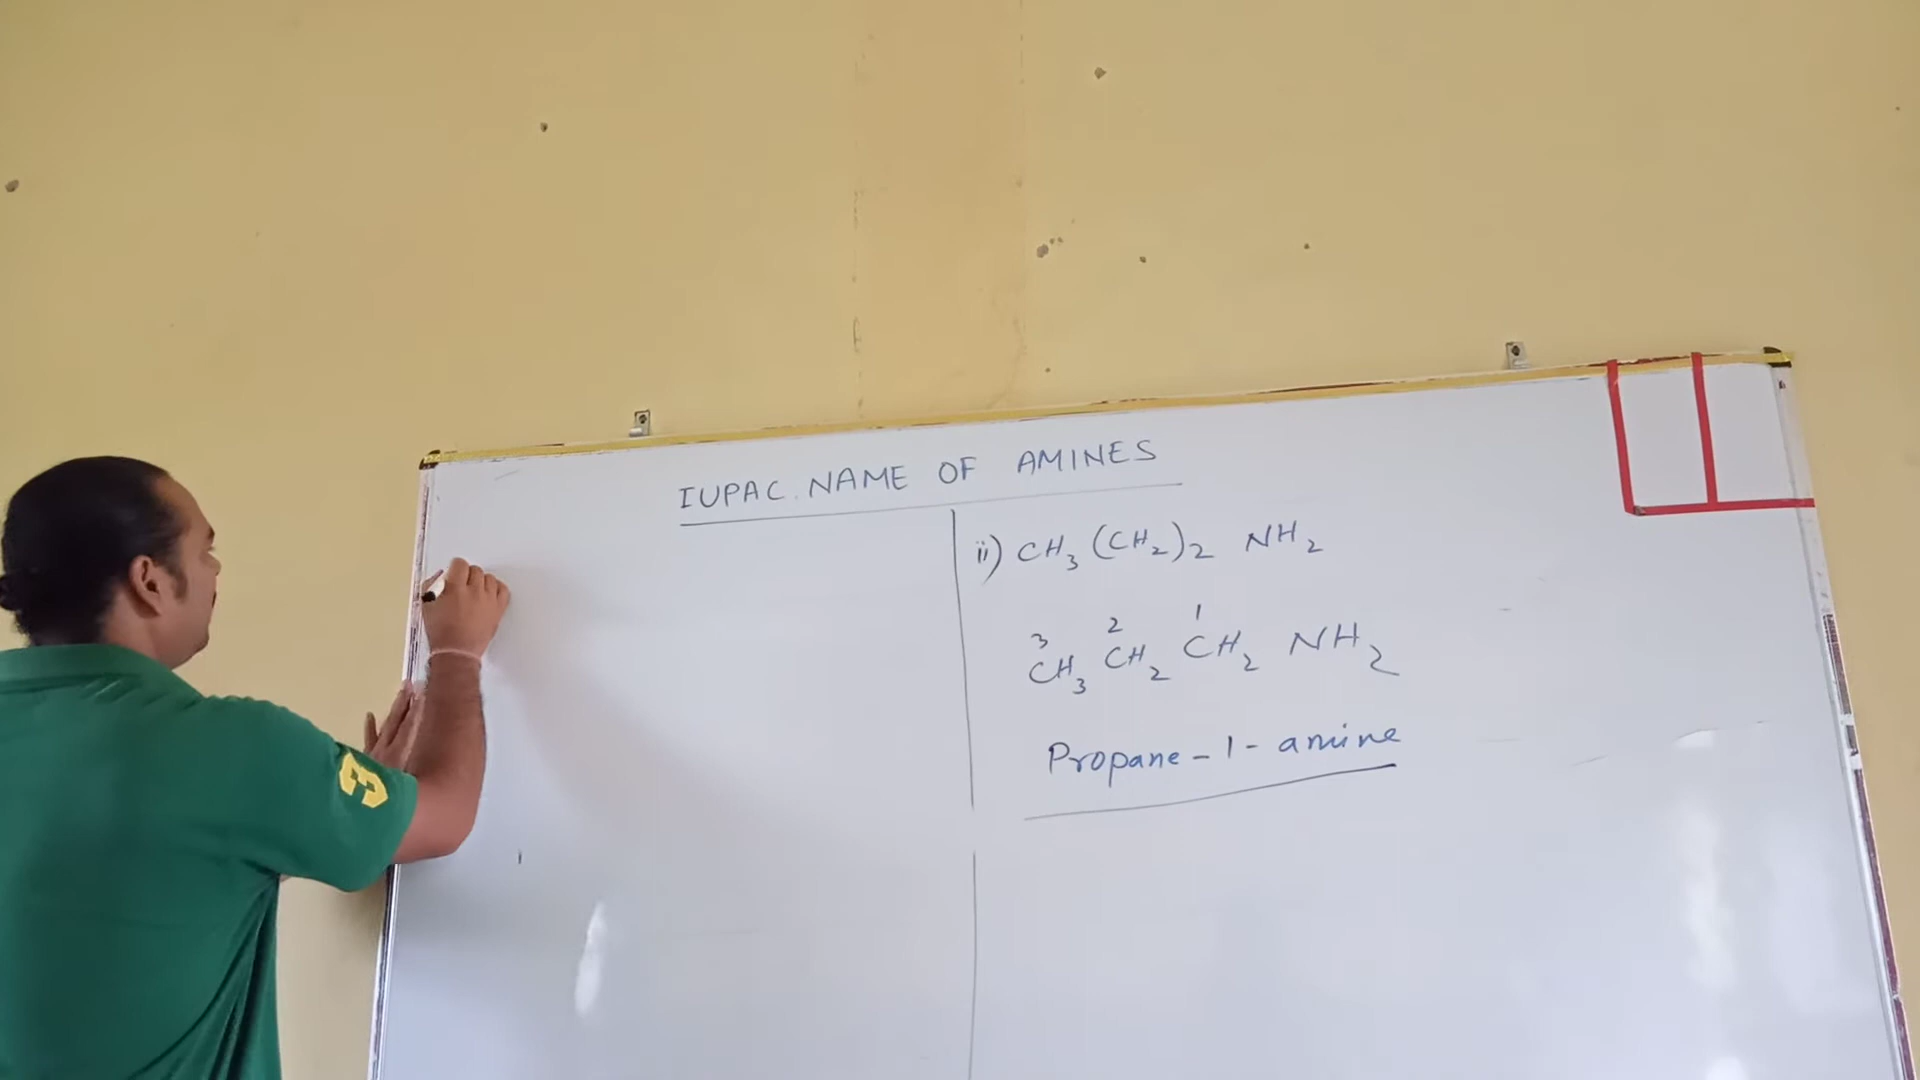 IUPAC. NAME OF AMINES
ii) CH₃ (CH₂)₂ NH₂
3 2 1
CH₃ CH₂ CH₂ NH₂
Propane - 1 - amine
3